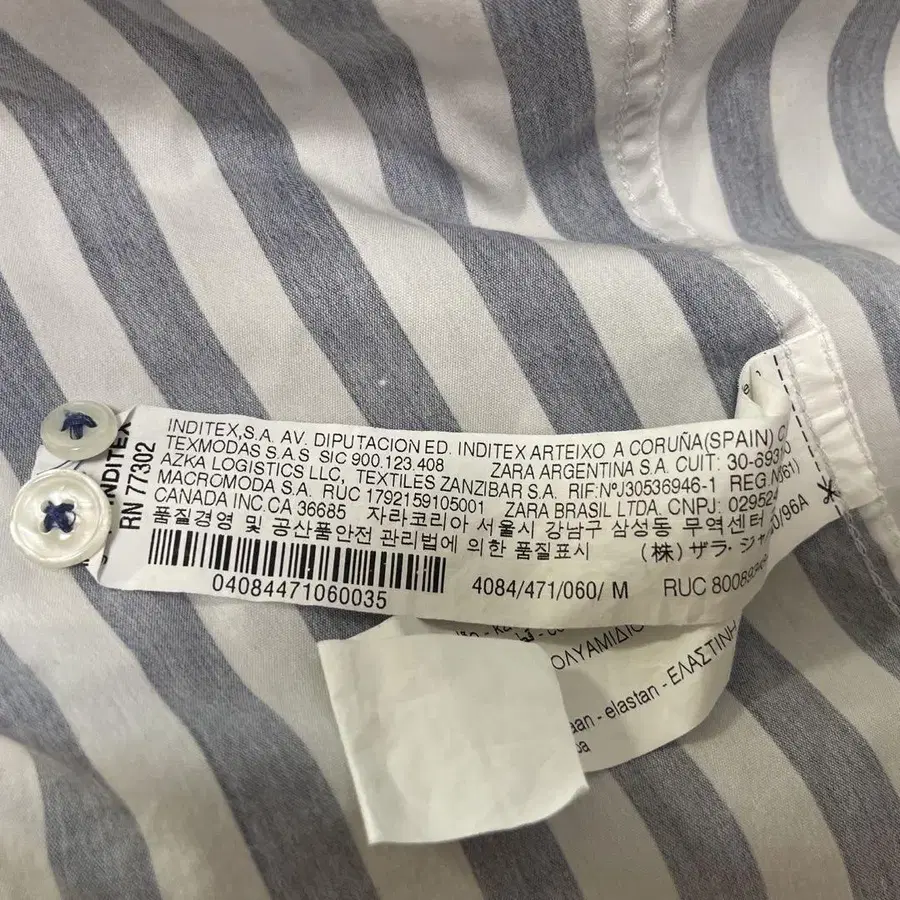 INDITEX
RN 77302
INDITEX,S.A. AV. DIPUTACION ED. INDITEX ARTEIXO A CORUÑA(SPAIN)
TEXMODAS S.A.S SIC 900.123.408 ZARA ARGENTINA S.A. CUIT: 30-693
AZKA LOGISTICS LLC, TEXTILES ZANZIBAR S.A. RIF:NºJ30536946-1 REG.
MACROMODA S.A. RUC 1792159105001 ZARA BRASIL LTDA. CNPJ: 029524
CANADA INC.CA 36685 자라코리아 서울시 강남구 삼성동 무역센터
품질경영 및 공산품안전 관리법에 의한 품질표시 (株) ザラ・ジャ
04084471060035 4084/471/060/ M RUC 80089
ΟΛΥΑΜΙΔΙΟ
- elastan - ΕΛΑΣΤΙΝΗ